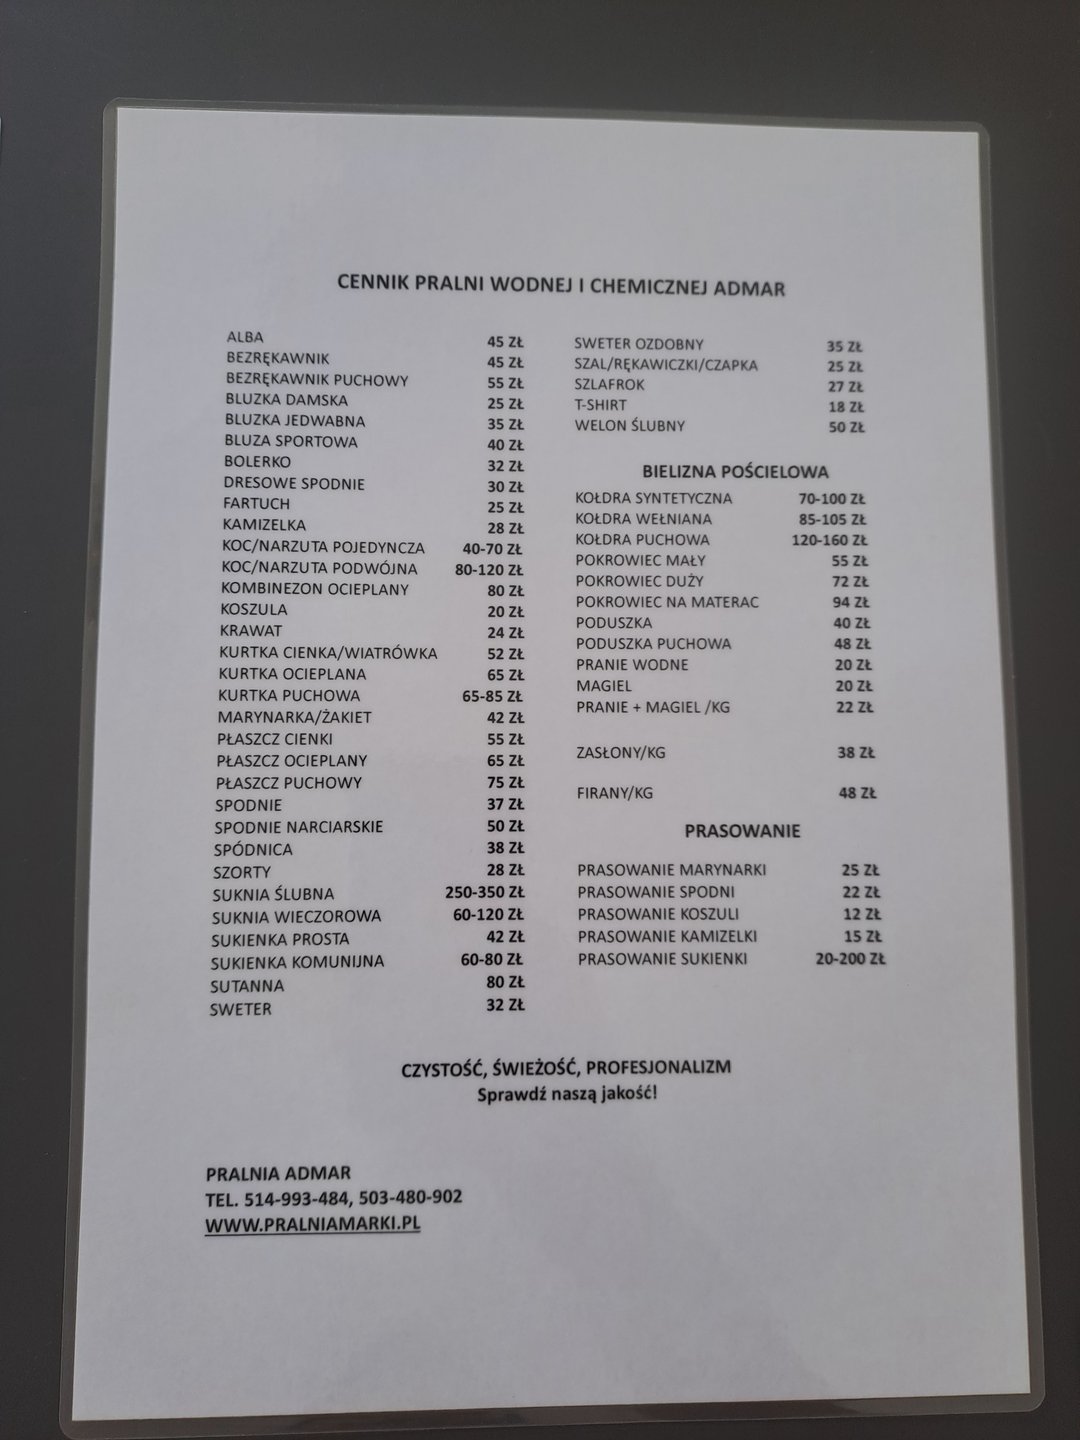 CENNIK PRALNI WODNEJ I CHEMICZNEJ ADMAR
ALBA 45 ZŁ
BEZRĘKAWNIK 45 ZŁ
BEZRĘKAWNIK PUCHOWY 55 ZŁ
BLUZKA DAMSKA 25 ZŁ
BLUZKA JEDWABNA 35 ZŁ
BLUZA SPORTOWA 40 ZŁ
BOLERKO 32 ZŁ
DRESOWE SPODNIE 30 ZŁ
FARTUCH 25 ZŁ
KAMIZELKA 28 ZŁ
KOC/NARZUTA POJEDYNCZA 40-70 ZŁ
KOC/NARZUTA PODWÓJNA 80-120 ZŁ
KOMBINEZON OCIEPLANY 80 ZŁ
KOSZULA 20 ZŁ
KRAWAT 24 ZŁ
KURTKA CIENKA/WIATRÓWKA 52 ZŁ
KURTKA OCIEPLANA 65 ZŁ
KURTKA PUCHOWA 65-85 ZŁ
MARYNARKA/ŻAKIET 42 ZŁ
PŁASZCZ CIENKI 55 ZŁ
PŁASZCZ OCIEPLANY 65 ZŁ
PŁASZCZ PUCHOWY 75 ZŁ
SPODNIE 37 ZŁ
SPODNIE NARCIARSKIE 50 ZŁ
SPÓDNICA 38 ZŁ
SZORTY 28 ZŁ
SUKNIA ŚLUBNA 250-350 ZŁ
SUKNIA WIECZOROWA 60-120 ZŁ
SUKIENKA PROSTA 42 ZŁ
SUKIENKA KOMUNIJNA 60-80 ZŁ
SUTANNA 80 ZŁ
SWETER 32 ZŁ
SWETER OZDOBNY 35 ZŁ
SZAL/RĘKAWICZKI/CZAPKA 25 ZŁ
SZLAFROK 27 ZŁ
T-SHIRT 18 ZŁ
WELON ŚLUBNY 50 ZŁ
BIELIZNA POŚCIELOWA
KOŁDRA SYNTETYCZNA 70-100 ZŁ
KOŁDRA WEŁNIANA 85-105 ZŁ
KOŁDRA PUCHOWA 120-160 ZŁ
POKROWIEC MAŁY 55 ZŁ
POKROWIEC DUŻY 72 ZŁ
POKROWIEC NA MATERAC 94 ZŁ
PODUSZKA 40 ZŁ
PODUSZKA PUCHOWA 48 ZŁ
PRANIE WODNE 20 ZŁ
MAGIEL 20 ZŁ
PRANIE + MAGIEL /KG 22 ZŁ
ZASŁONY/KG 38 ZŁ
FIRANY/KG 48 ZŁ
PRASOWANIE
PRASOWANIE MARYNARKI 25 ZŁ
PRASOWANIE SPODNI 22 ZŁ
PRASOWANIE KOSZULI 12 ZŁ
PRASOWANIE KAMIZELKI 15 ZŁ
PRASOWANIE SUKIENKI 20-200 ZŁ
CZYSTOŚĆ, ŚWIEŻOŚĆ, PROFESJONALIZM
Sprawdź naszą jakość!
PRALNIA ADMAR
TEL. 514-993-484, 503-480-902
WWW.PRALNIAMARKI.PL